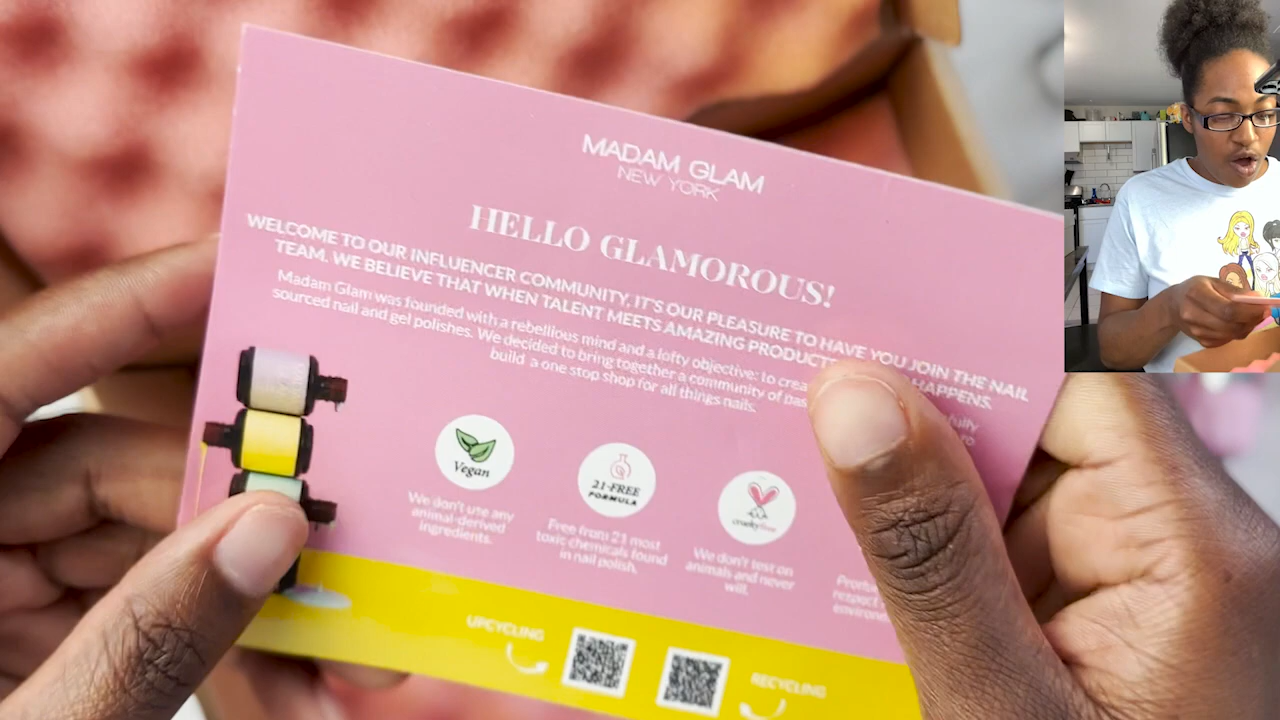 MADAM GLAM
NEW YORK
HELLO GLAMOROUS!
WELCOME TO OUR INFLUENCER COMMUNITY, IT'S OUR PLEASURE TO HAVE YOU JOIN THE NAIL
TEAM. WE BELIEVE THAT WHEN TALENT MEETS AMAZING PRODUCTS HAPPENS.
Madam Glam was founded with a rebellious mind and a lofty objective: to
sourced nail and gel polishes. We decided to bring together a community of
build a one stop shop for all things nails.
Vegan
We don't use any
animal-derived
ingredients.
21-FREE
FORMULA
Free from 21 most
toxic chemicals found
in nail polish.
crueltyfree
We don't test on
animals and never
will.
respect
UPCYCLING
RECYCLING